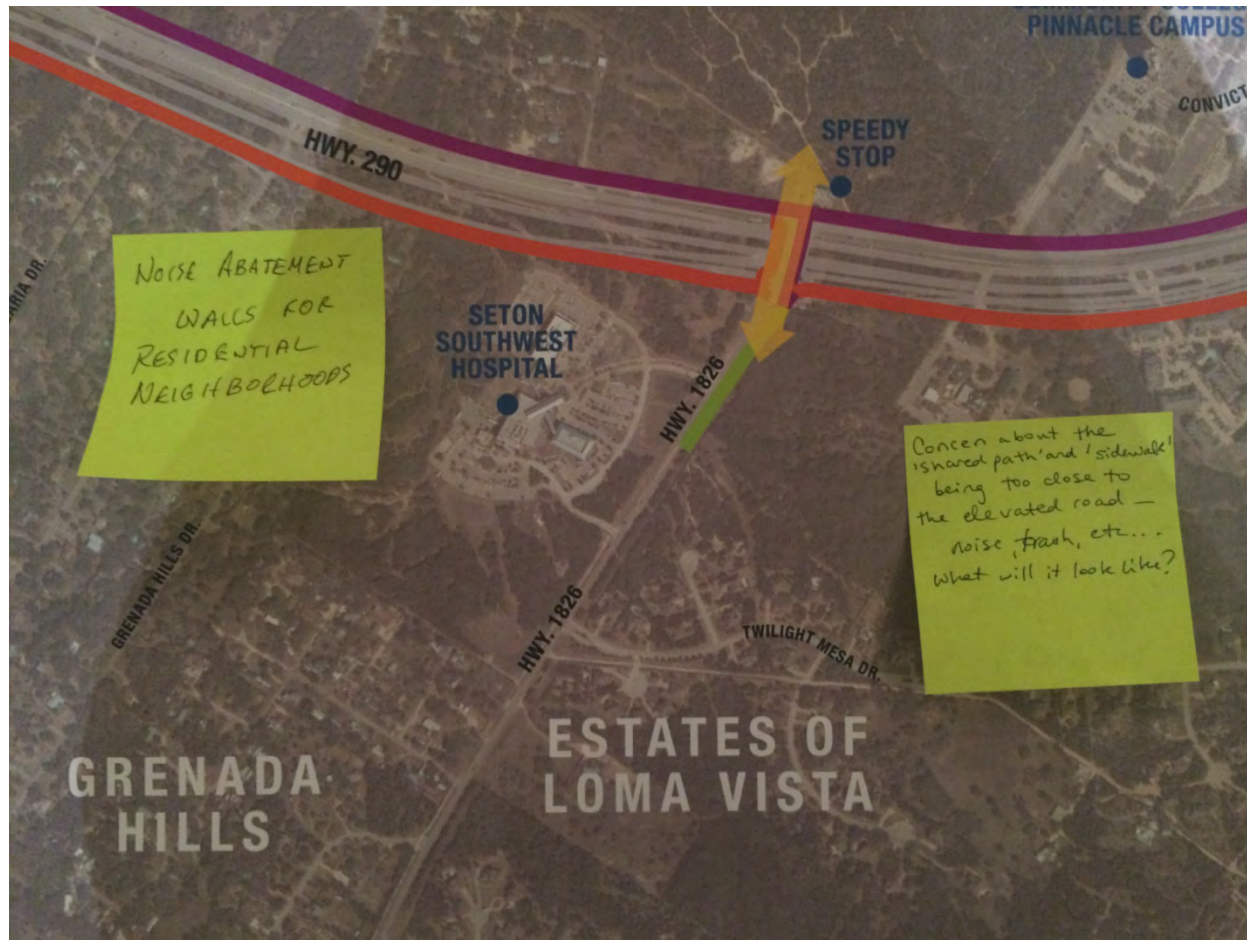 PINNACLE CAMPUS
CONVICT
SPEEDY
STOP
HWY. 290
NOISE ABATEMENT
WALLS FOR
RESIDENTIAL
NEIGHBORHOODS
ARIA DR.
SETON
SOUTHWEST
HOSPITAL
HWY. 1826
Concen about the
'shared path' and 'sidewalk'
being too close to
the elevated road —
noise, trash, etc...
what will it look like?
GRENADA HILLS DR.
HWY. 1826
TWILIGHT MESA DR.
ESTATES OF
LOMA VISTA
GRENADA
HILLS